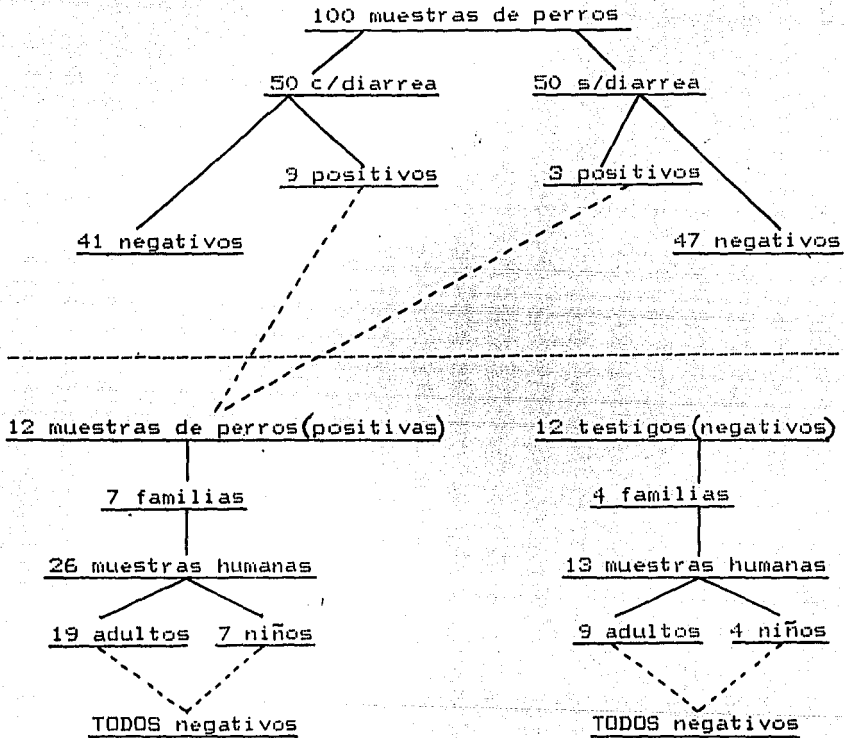 100 muestras de perros
50 c/diarrea
50 s/diarrea
9 positivos
3 positivos
41 negativos
47 negativos
12 muestras de perros(positivas)
12 testigos(negativos)
7 familias
4 familias
26 muestras humanas
13 muestras humanas
19 adultos
7 niños
9 adultos
4 niños
TODOS negativos
TODOS negativos